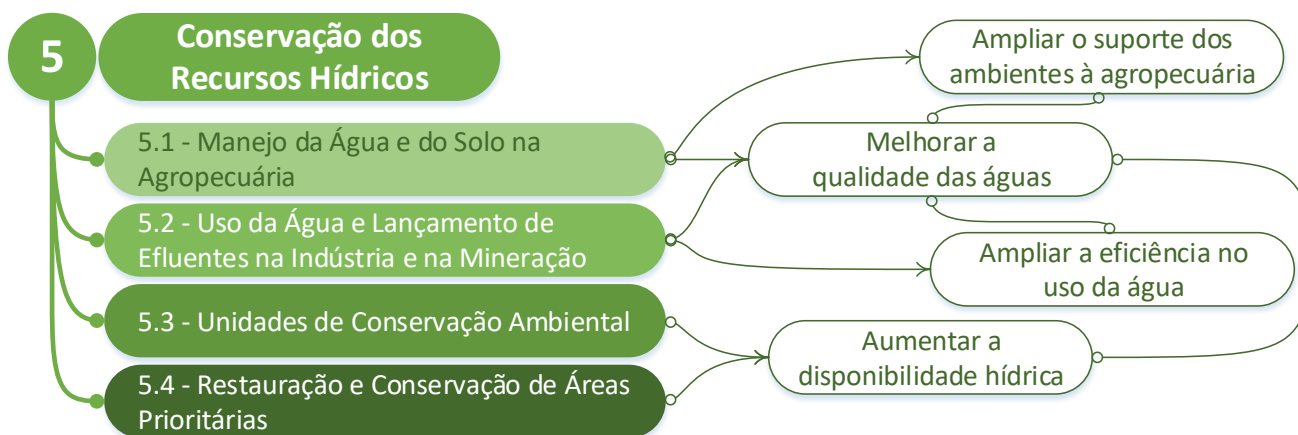 5
Conservação dos
Recursos Hídricos
5.1 - Manejo da Água e do Solo na
Agropecuária
5.2 - Uso da Água e Lançamento de
Efluentes na Indústria e na Mineração
5.3 - Unidades de Conservação Ambiental
5.4 - Restauração e Conservação de Áreas
Prioritárias
Ampliar o suporte dos
ambientes à agropecuária
Melhorar a
qualidade das águas
Ampliar a eficiência no
uso da água
Aumentar a
disponibilidade hídrica